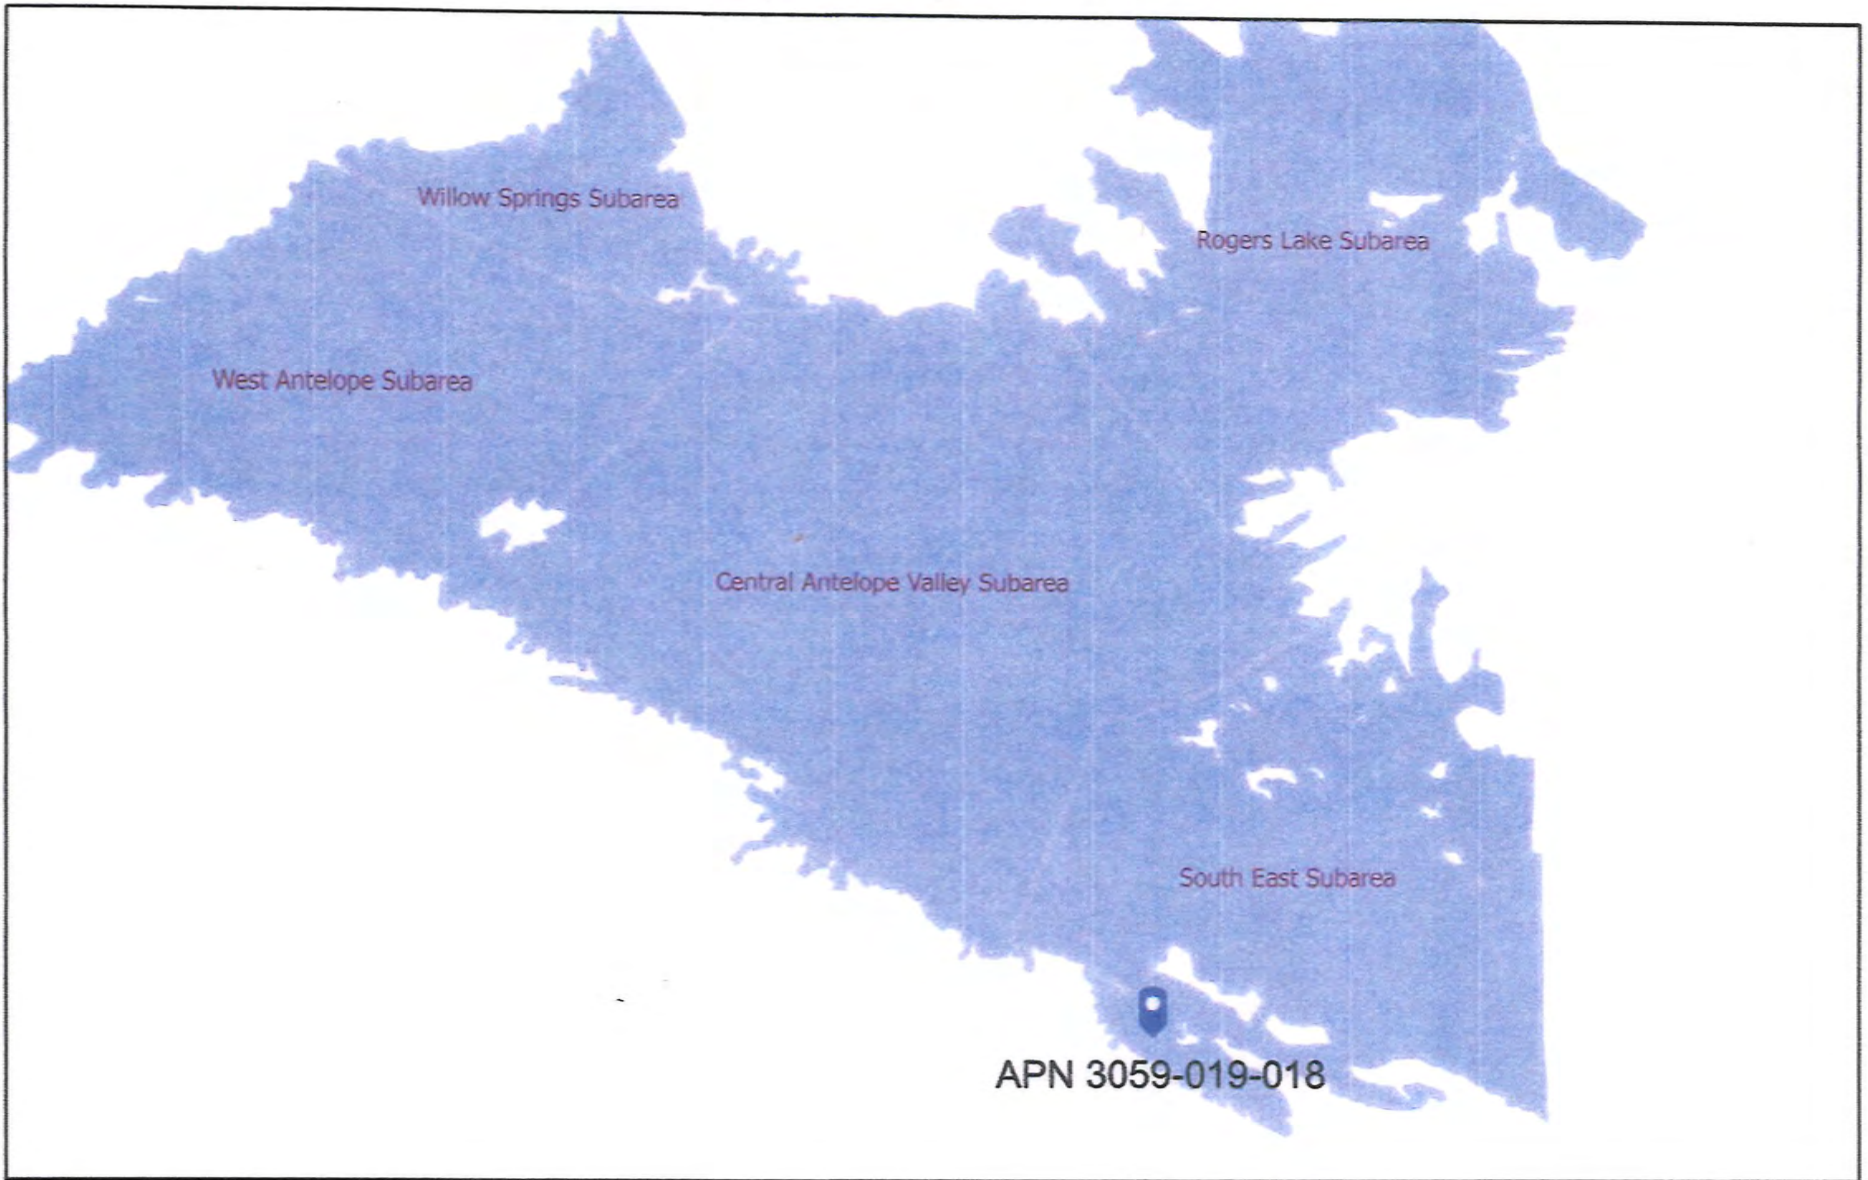 Willow Springs Subarea
Rogers Lake Subarea
West Antelope Subarea
Central Antelope Valley Subarea
South East Subarea
APN 3059-019-018